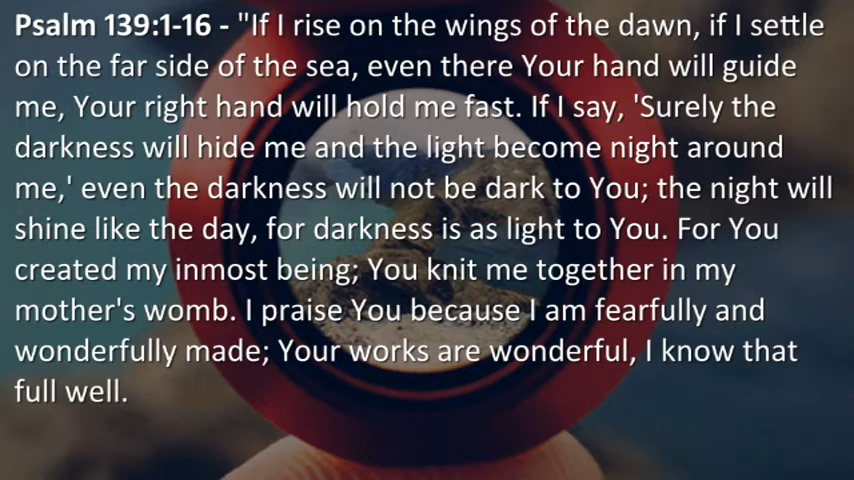 Psalm 139:1-16 - "If I rise on the wings of the dawn, if I settle
on the far side of the sea, even there Your hand will guide
me, Your right hand will hold me fast. If I say, 'Surely the
darkness will hide me and the light become night around
me,' even the darkness will not be dark to You; the night will
shine like the day, for darkness is as light to You. For You
created my inmost being; You knit me together in my
mother's womb. I praise You because I am fearfully and
wonderfully made; Your works are wonderful, I know that
full well.